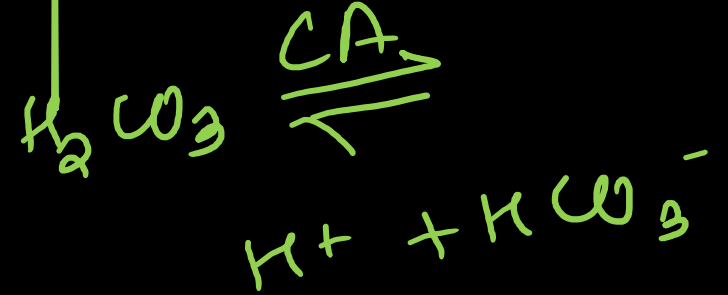 CA
H₂CO₃ ⇌
H⁺ + HCO₃⁻